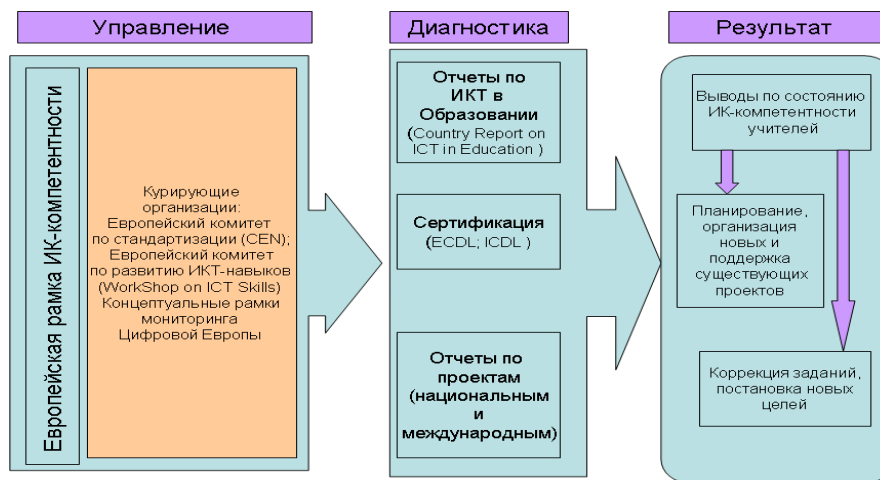 Управление
Европейская рамка ИК-компетентности
Курирующие
организации:
Европейский комитет
по стандартизации (CEN);
Европейский комитет
по развитию ИКТ-навыков
(WorkShop on ICT Skills)
Концептуальные рамки
мониторинга
Цифровой Европы
Диагностика
Отчеты по
ИКТ в
Образовании
(Country Report on
ICT in Education )
Сертификация
(ECDL; ICDL )
Отчеты по
проектам
(национальным
и
международным)
Результат
Выводы по состоянию
ИК-компетентности
учителей
Планирование,
организация
новых и
поддержка
существующих
проектов
Коррекция заданий,
постановка новых
целей